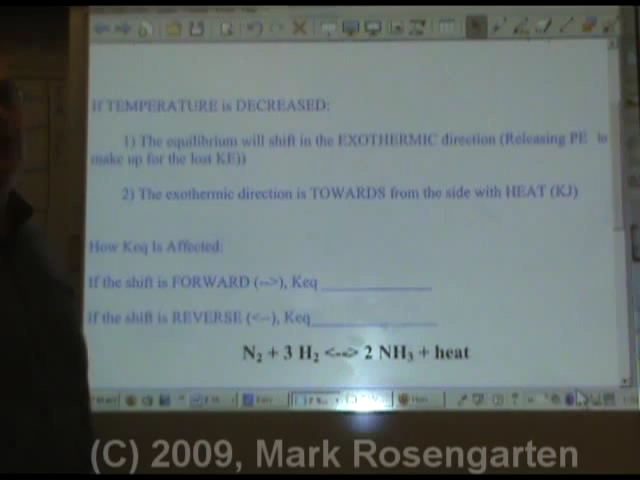 If TEMPERATURE is DECREASED:
1) The equilibrium will shift in the EXOTHERMIC direction (Releasing PE to
make up for the lost KE))
2) The exothermic direction is TOWARDS from the side with HEAT (KJ)
How Keq Is Affected:
If the shift is FORWARD (-->), Keq_______________
If the shift is REVERSE (<--), Keq_________________
N₂ + 3 H₂ <--> 2 NH₃ + heat
(C) 2009, Mark Rosengarten